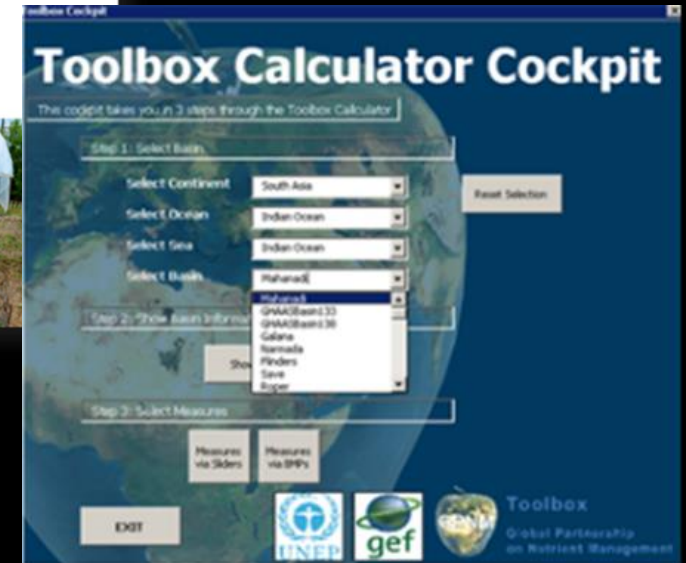 Toolbox Cockpit
Toolbox Calculator Cockpit
This cockpit takes you in 3 steps through the Toolbox Calculator
Step 1: Select Basin
Select Continent South Asia
Reset Selection
Select Ocean Indian Ocean
Select Sea Indian Ocean
Select Basin Mahanadi
Mahanadi
GMAASBasin133
GMAASBasin138
Galana
Narmada
Flinders
Save
Roper
Step 2: Show Basin
Step 3: Select Measures
Measures
via Sliders
Measures
via BMPs
EXIT
UNEP
gef
Toolbox
Global Partnership
on Nutrient Management